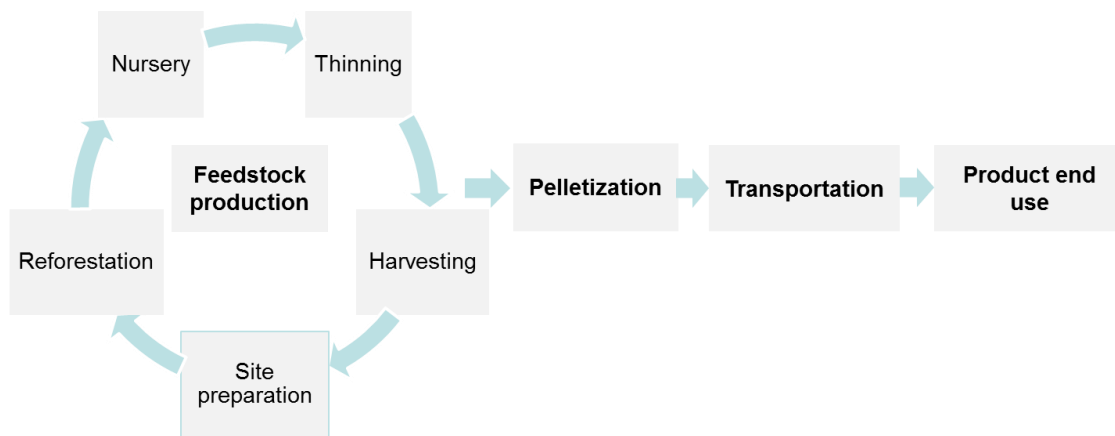 Nursery
Thinning
Feedstock
production
Pelletization
Transportation
Product end
use
Reforestation
Harvesting
Site
preparation